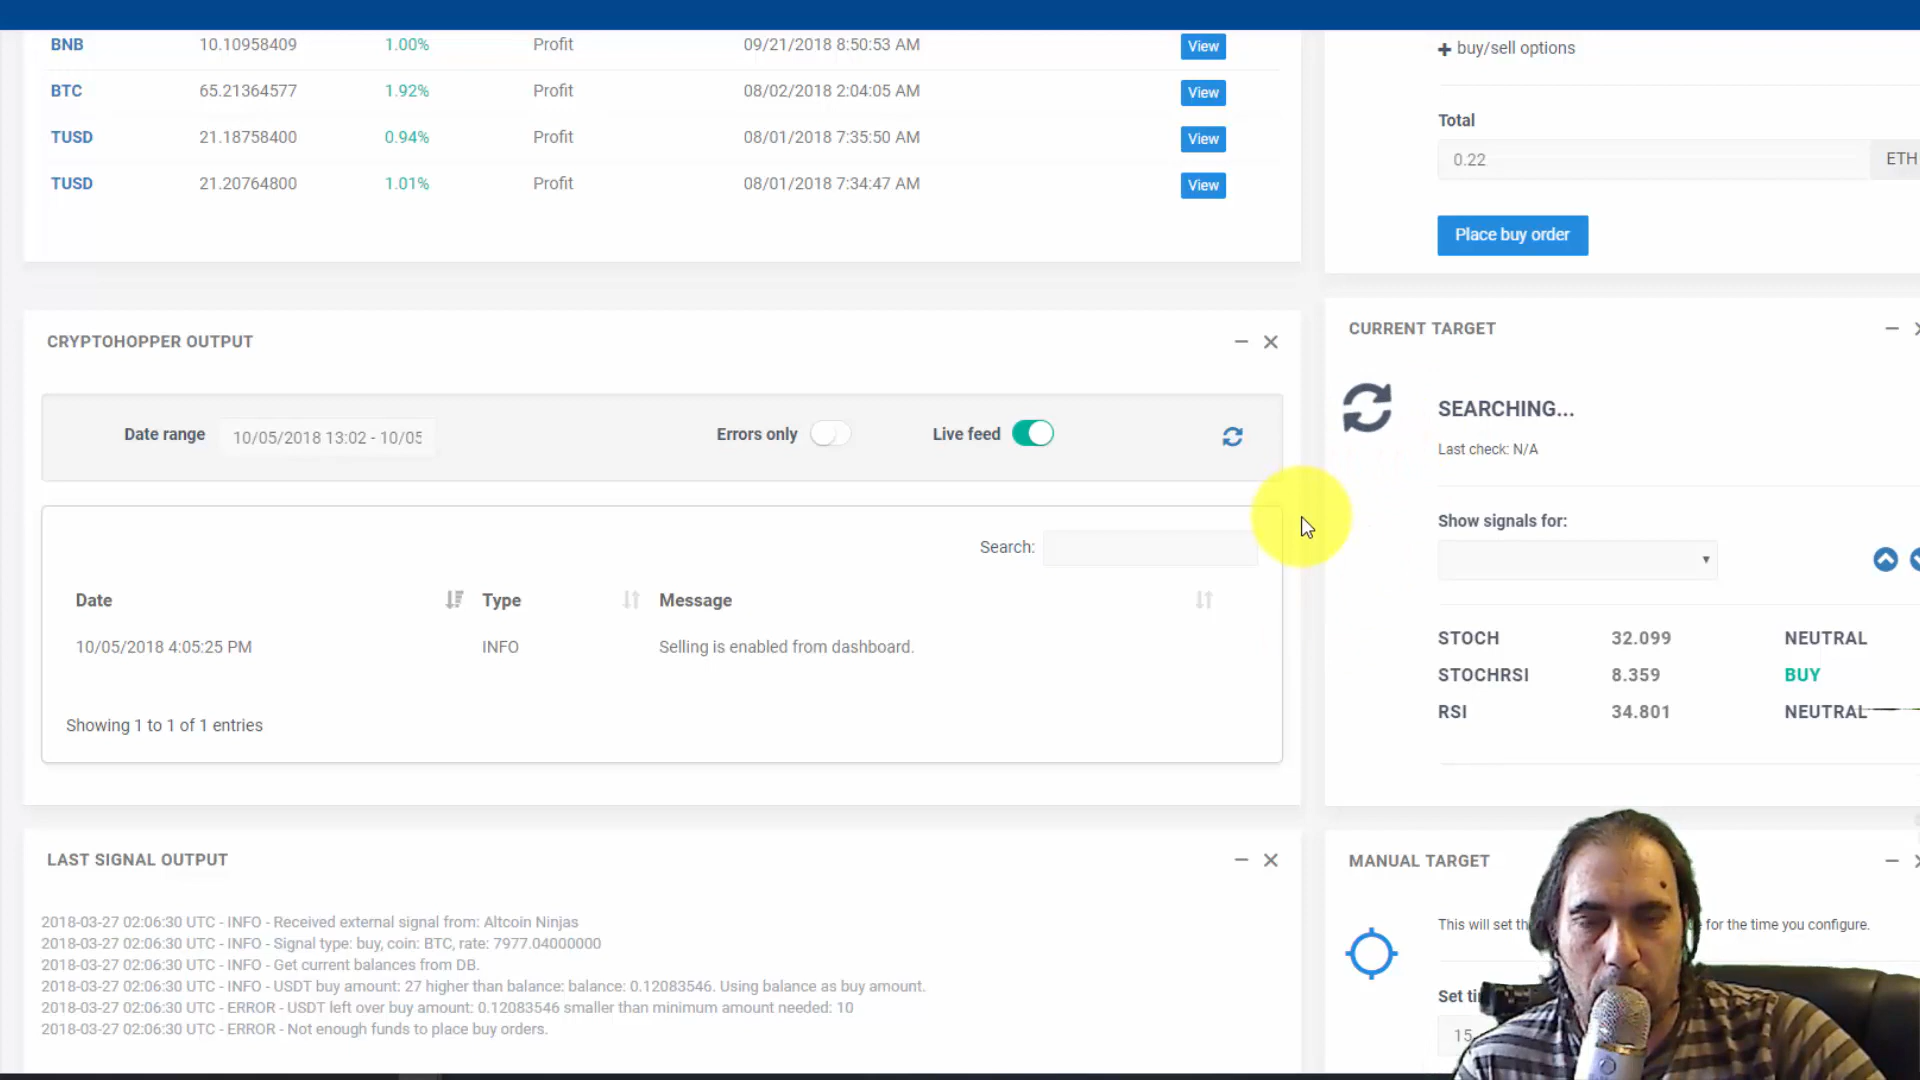 BNB 10.10958409 1.00% Profit 09/21/2018 8:50:53 AM View
BTC 65.21364577 1.92% Profit 08/02/2018 2:04:05 AM View
TUSD 21.18758400 0.94% Profit 08/01/2018 7:35:50 AM View
TUSD 21.20764800 1.01% Profit 08/01/2018 7:34:47 AM View
buy/sell options
Total
0.22 ETH
Place buy order
CRYPTOHOPPER OUTPUT
Date range 10/05/2018 13:02 - 10/05 Errors only Live feed
Search:
Date Type Message
10/05/2018 4:05:25 PM INFO Selling is enabled from dashboard.
Showing 1 to 1 of 1 entries
CURRENT TARGET
SEARCHING...
Last check: N/A
Show signals for:
STOCH 32.099 NEUTRAL
STOCHRSI 8.359 BUY
RSI 34.801 NEUTRAL
LAST SIGNAL OUTPUT
2018-03-27 02:06:30 UTC - INFO - Received external signal from: Altcoin Ninjas
2018-03-27 02:06:30 UTC - INFO - Signal type: buy, coin: BTC, rate: 7977.04000000
2018-03-27 02:06:30 UTC - INFO - Get current balances from DB.
2018-03-27 02:06:30 UTC - INFO - USDT buy amount: 27 higher than balance: balance: 0.12083546. Using balance as buy amount.
2018-03-27 02:06:30 UTC - ERROR - USDT left over buy amount: 0.12083546 smaller than minimum amount needed: 10
2018-03-27 02:06:30 UTC - ERROR - Not enough funds to place buy orders.
MANUAL TARGET
This will set for the time you configure.
Set
15